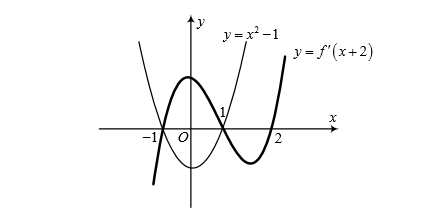 y
y = x² − 1
y = f′(x + 2)
1
x
−1
O
2